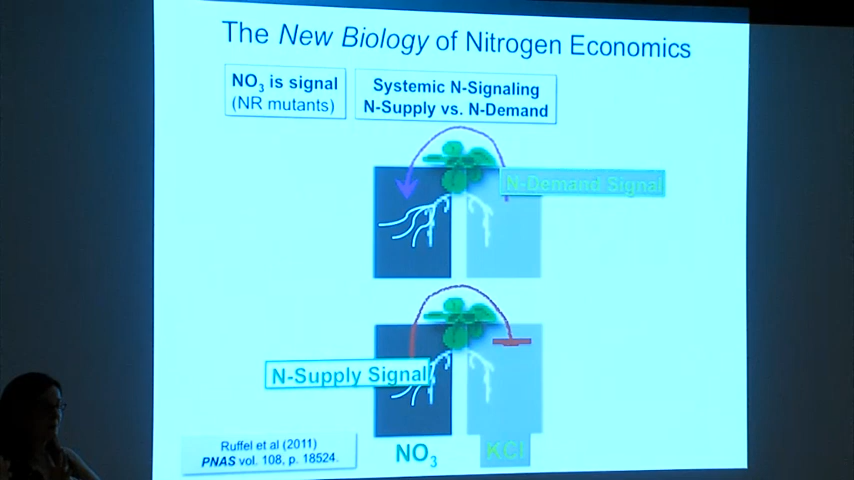 The New Biology of Nitrogen Economics
NO3 is signal
(NR mutants)
Systemic N-Signaling
N-Supply vs. N-Demand
N-Demand Signal
N-Supply Signal
Ruffel et al (2011)
PNAS vol. 108, p. 18524.
NO3
KCl